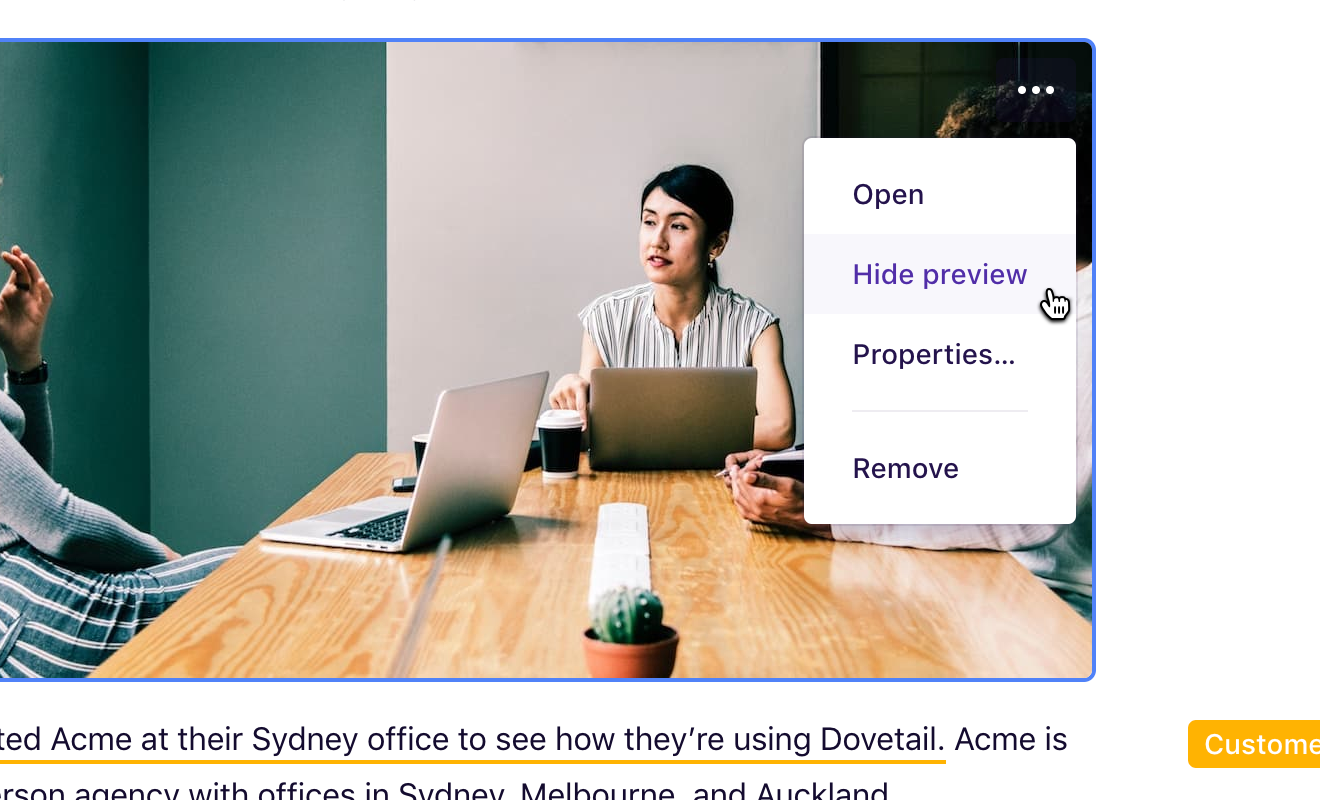 Open
Hide preview
Properties...
Remove
ted Acme at their Sydney office to see how they’re using Dovetail. Acme is
Custome
erson agency with offices in Sydney, Melbourne, and Auckland